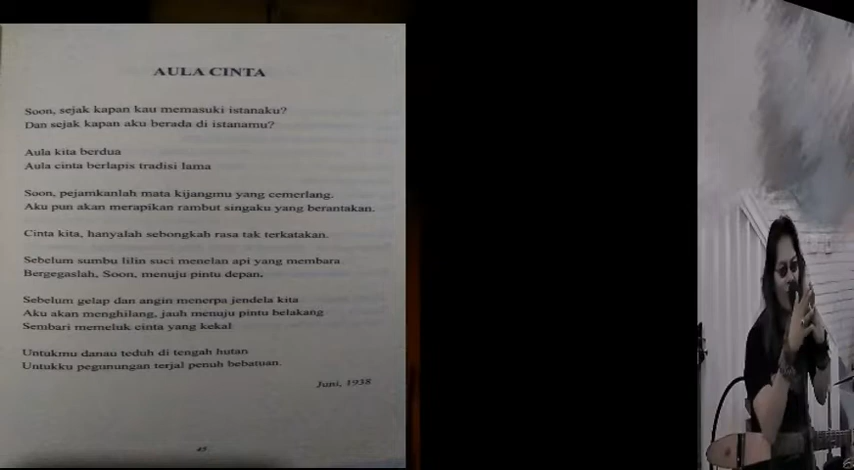 AULA CINTA
Soon, sejak kapan kau memasuki istanaku?
Dan sejak kapan aku berada di istanamu?
Aula kita berdua
Aula cinta berlapis tradisi lama
Soon, pejamkanlah mata kijangmu yang cemerlang.
Aku pun akan merapikan rambut singaku yang berantakan.
Cinta kita, hanyalah sebongkah rasa tak terkatakan.
Sebelum sumbu lilin suci menelan api yang membara
Bergegaslah, Soon, menuju pintu depan.
Sebelum gelap dan angin menerpa jendela kita
Aku akan menghilang, jauh menuju pintu belakang
Sembari memeluk cinta yang kekal
Untukmu danau teduh di tengah hutan
Untukku pegunungan terjal penuh bebatuan.
Juni, 1938